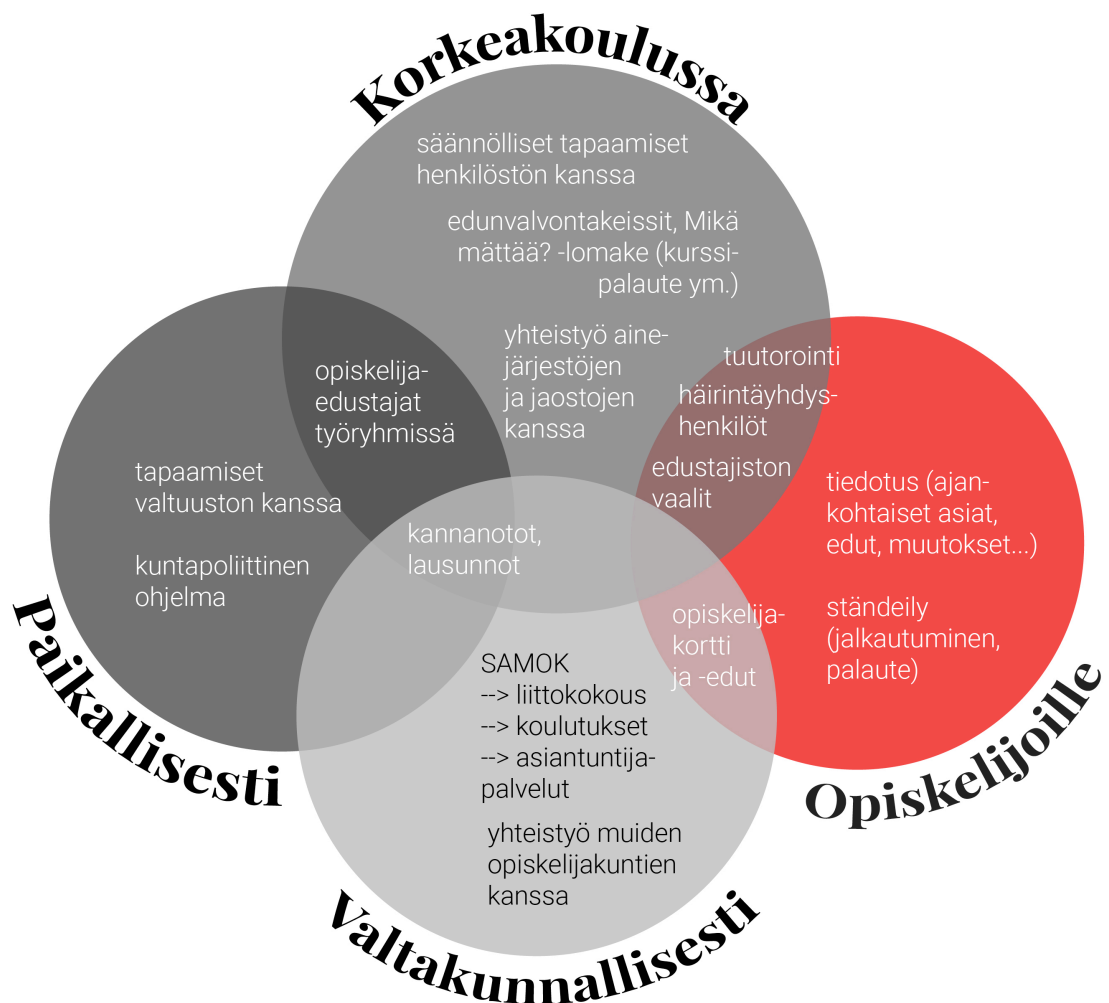 Korkeakoulussa
säännölliset tapaamiset
henkilöstön kanssa
edunvalvontakeissit, Mikä
mättää? -lomake (kurssi-
palaute ym.)
yhteistyö aine-
järjestöjen
ja jaostojen
kanssa
tuutorointi
häirintäyhdys-
henkilöt
edustajiston
vaalit
opiskelija-
edustajat
työryhmissä
tapaamiset
valtuuston kanssa
kuntapoliittinen
ohjelma
Paikallisesti
kannanotot,
lausunnot
tiedotus (ajan-
kohtaiset asiat,
edut, muutokset...)
ständeily
(jalkautuminen,
palaute)
Opiskelijoille
opiskelija-
kortti
ja -edut
SAMOK
--> liittokokous
--> koulutukset
--> asiantuntija-
palvelut
yhteistyö muiden
opiskelijakuntien
kanssa
Valtakunnallisesti